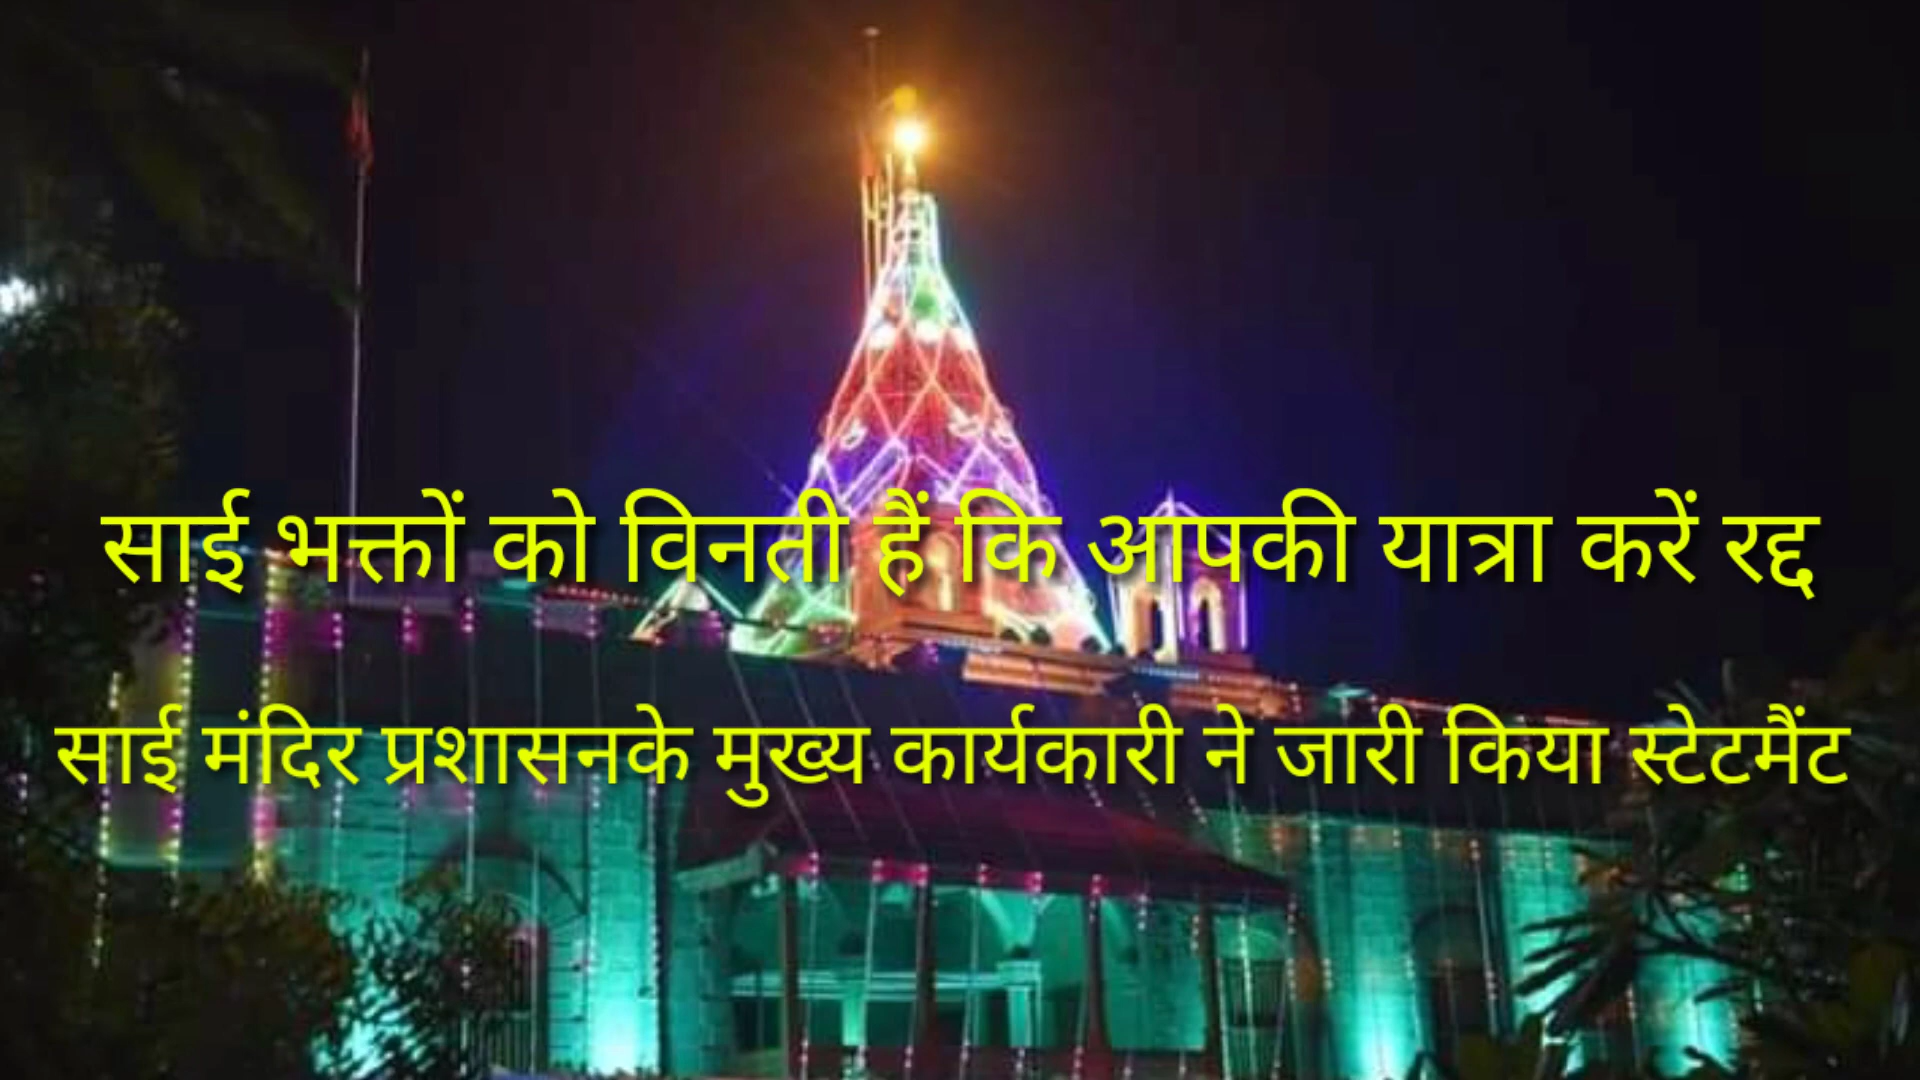 साई भक्तों को विनती हैं कि आपकी यात्रा करें रद्द
साई मंदिर प्रशासनके मुख्य कार्यकारी ने जारी किया स्टेटमैंट